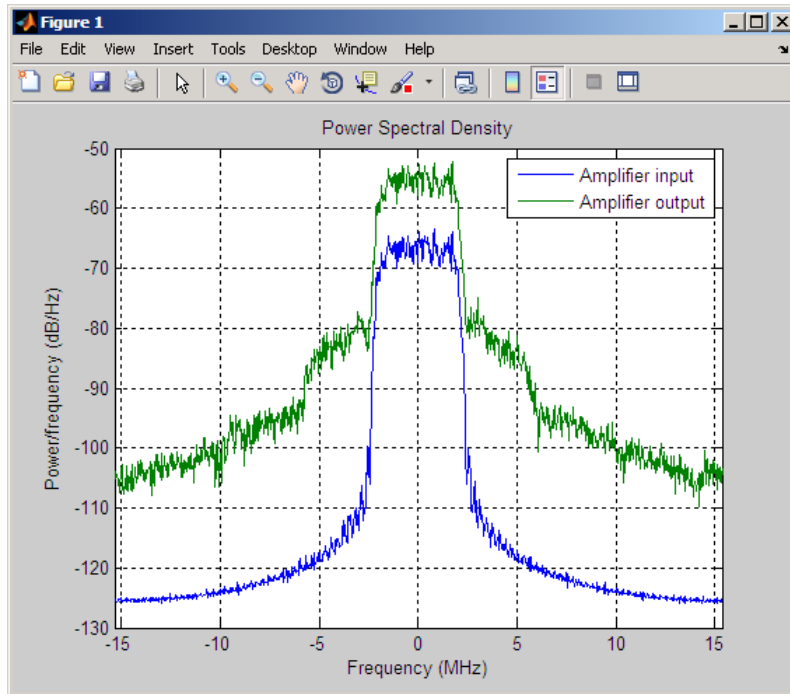 Figure 1
File Edit View Insert Tools Desktop Window Help
Power Spectral Density
Amplifier input
Amplifier output
Power/frequency (dB/Hz)
-50
-60
-70
-80
-90
-100
-110
-120
-130
-15 -10 -5 0 5 10 15
Frequency (MHz)